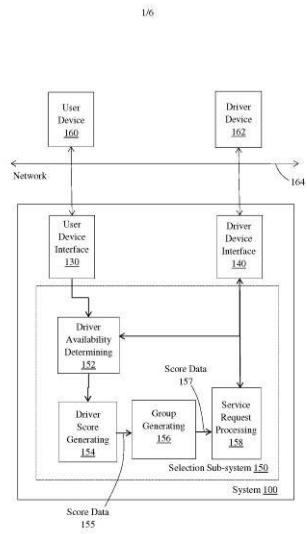 1/6
User
Device
160
Driver
Device
162
Network
164
User
Device
Interface
130
Driver
Device
Interface
140
Driver
Availability
Determining
152
Score Data
157
Driver
Score
Generating
154
Group
Generating
156
Service
Request
Processing
158
Selection Sub-system 150
System 100
Score Data
155